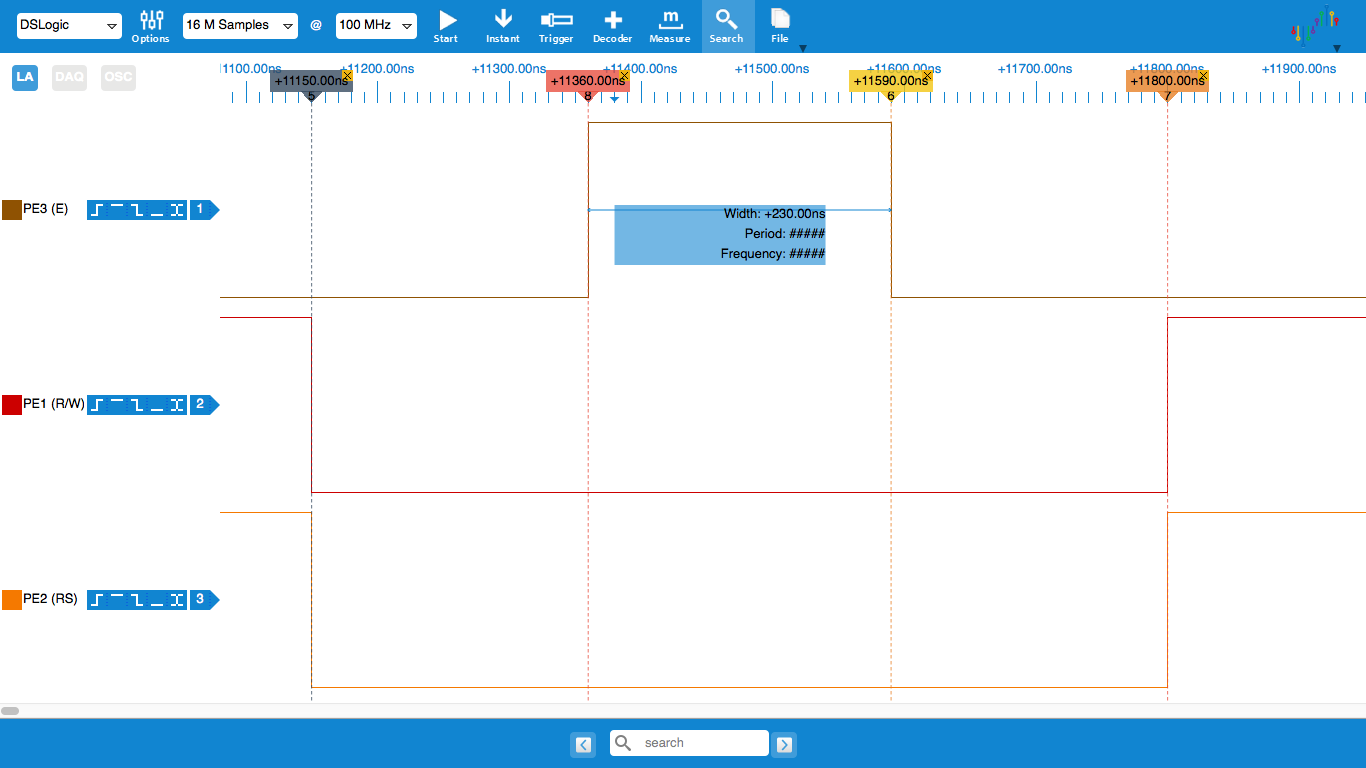 DSLogic
Options
16 M Samples
@
100 MHz
Start
Instant
Trigger
Decoder
m
Measure
Search
File
LA
DAQ
OSC
+11200.00ns
+11300.00ns
+11400.00ns
+11500.00ns
+11600.00ns
+11700.00ns
+11800.00ns
+11900.00ns
+11150.00ns
+11360.00ns
+11590.00ns
+11800.00ns
5
8
6
7
PE3 (E)
1
Width: +230.00ns
Period: #####
Frequency: #####
PE1 (R/W)
2
PE2 (RS)
3
search